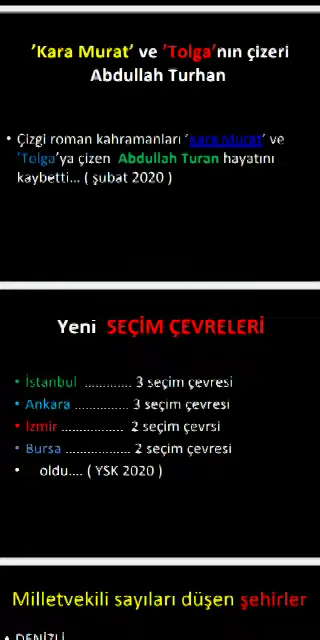 'Kara Murat' ve 'Tolga'nın çizeri
Abdullah Turhan
• Çizgi roman kahramanları 'Kara Murat' ve
'Tolga'ya çizen Abdullah Turan hayatını
kaybetti... ( şubat 2020 )
Yeni SEÇİM ÇEVRELERİ
• İstanbul ............. 3 seçim çevresi
• Ankara ............... 3 seçim çevresi
• İzmir ................. 2 seçim çevrsi
• Bursa .................. 2 seçim çevresi
• oldu.... ( YSK 2020 )
Milletvekili sayıları düşen şehirler
• DENİZLİ